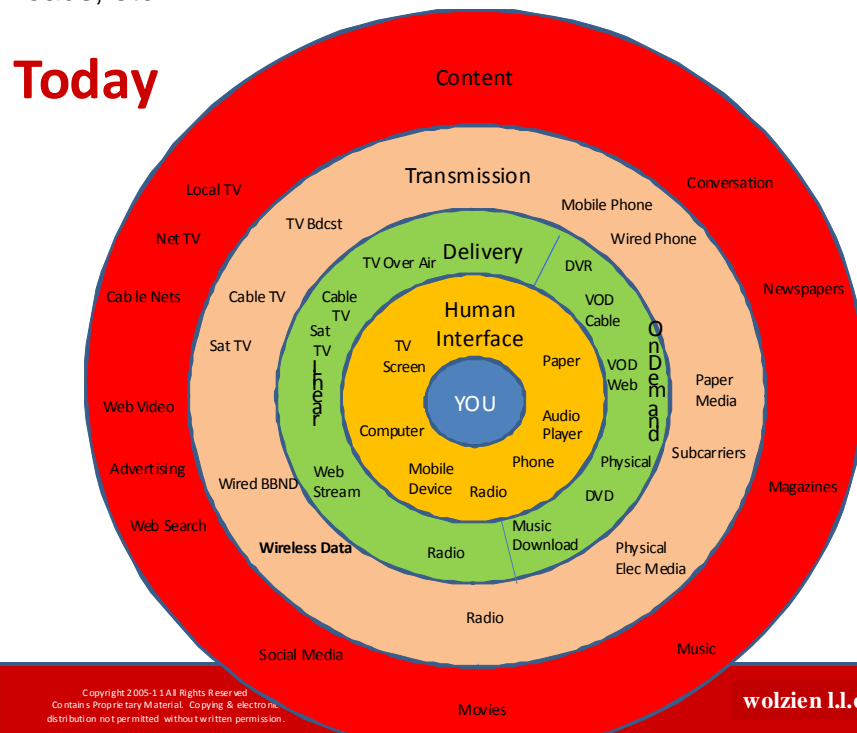 Today
Content
Transmission
Local TV
Conversation
Mobile Phone
TV Bdcst
Net TV
Wired Phone
Delivery
TV Over Air
DVR
Cable Nets
Cable TV
Newspapers
Cable
TV
VOD
Cable
Human
Interface
Sat TV
Sat
TV
TV
Screen
Paper
VOD
Web
OnDemand
Linear
YOU
Paper
Media
Web Video
Audio
Player
Computer
Subcarriers
Phone
Physical
Advertising
Wired BBND
Web
Stream
Mobile
Device
Radio
DVD
Magazines
Web Search
Music
Download
Wireless Data
Radio
Physical
Elec Media
Radio
Social Media
Music
Movies
Copyright 2005-11 All Rights Reserved
Contains Proprietary Material. Copying & electronic
distribution not permitted without written permission.
wolzien l.l.c